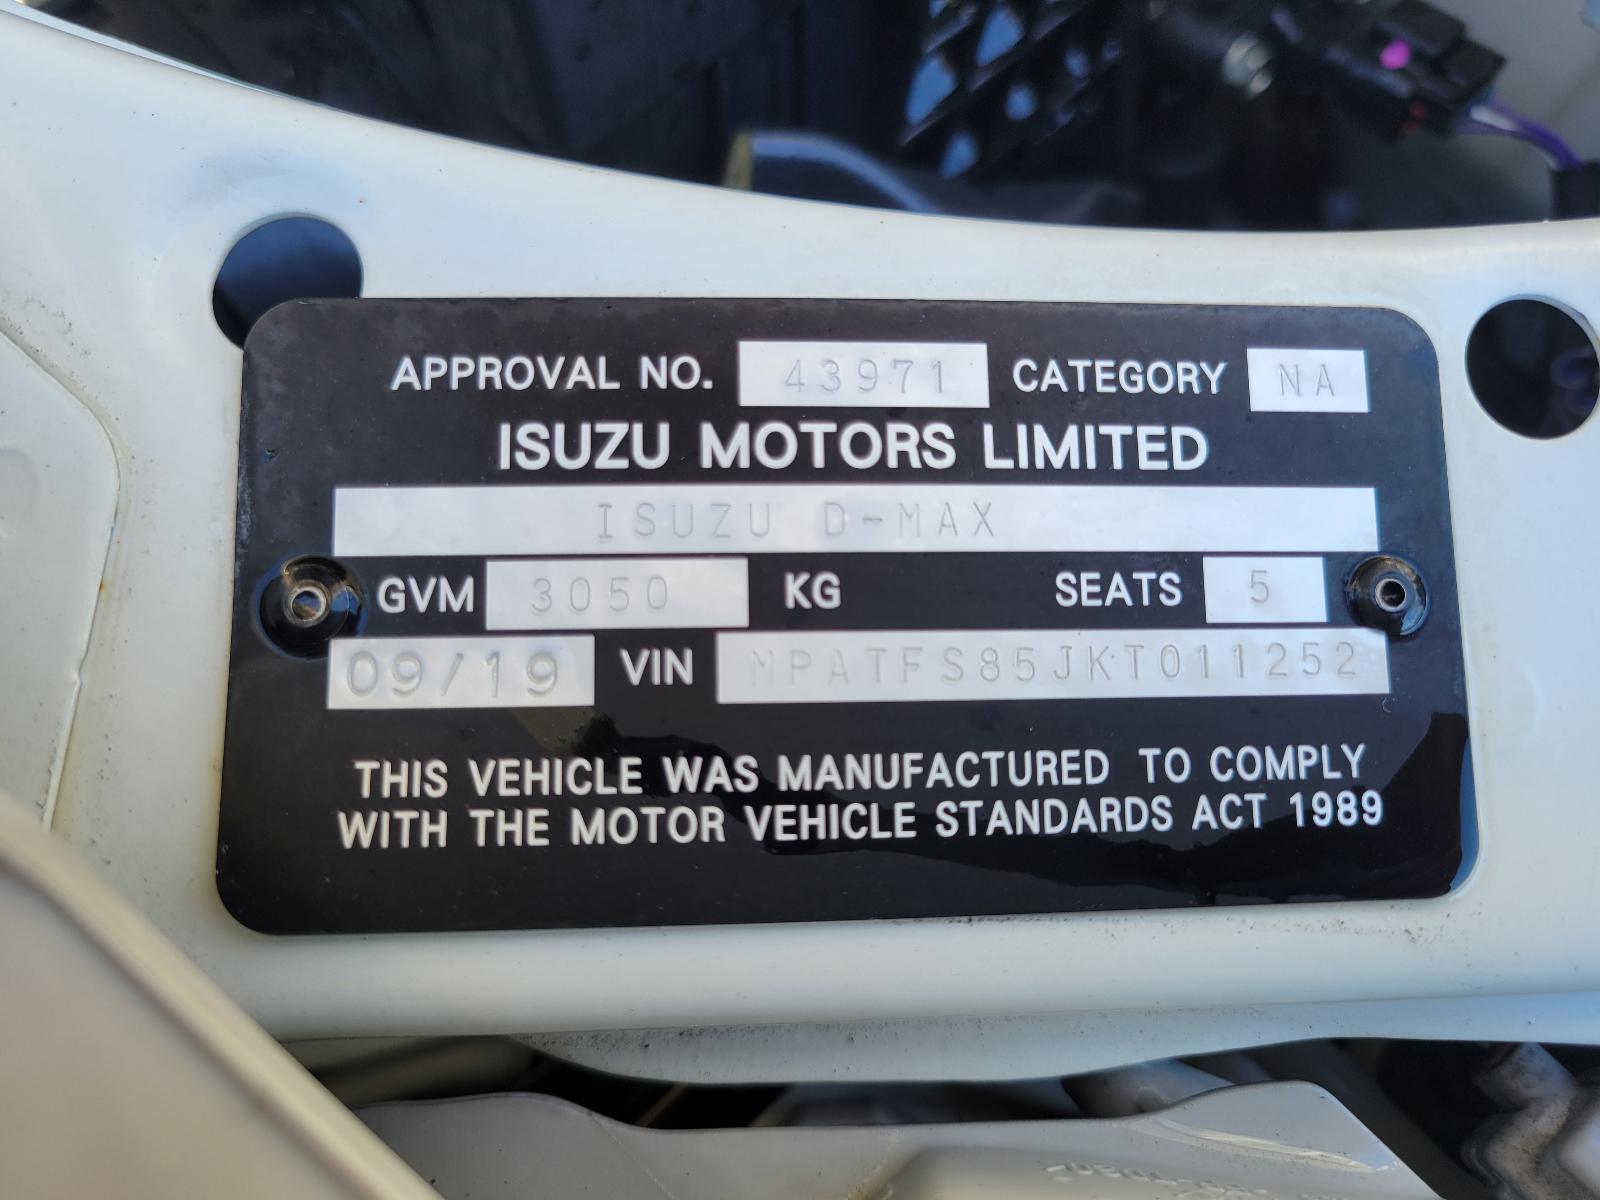 APPROVAL NO. 43971 CATEGORY NA
ISUZU MOTORS LIMITED
ISUZU D-MAX
GVM 3050 KG SEATS 5
09/19 VIN MPATFS85JKT011252
THIS VEHICLE WAS MANUFACTURED TO COMPLY
WITH THE MOTOR VEHICLE STANDARDS ACT 1989